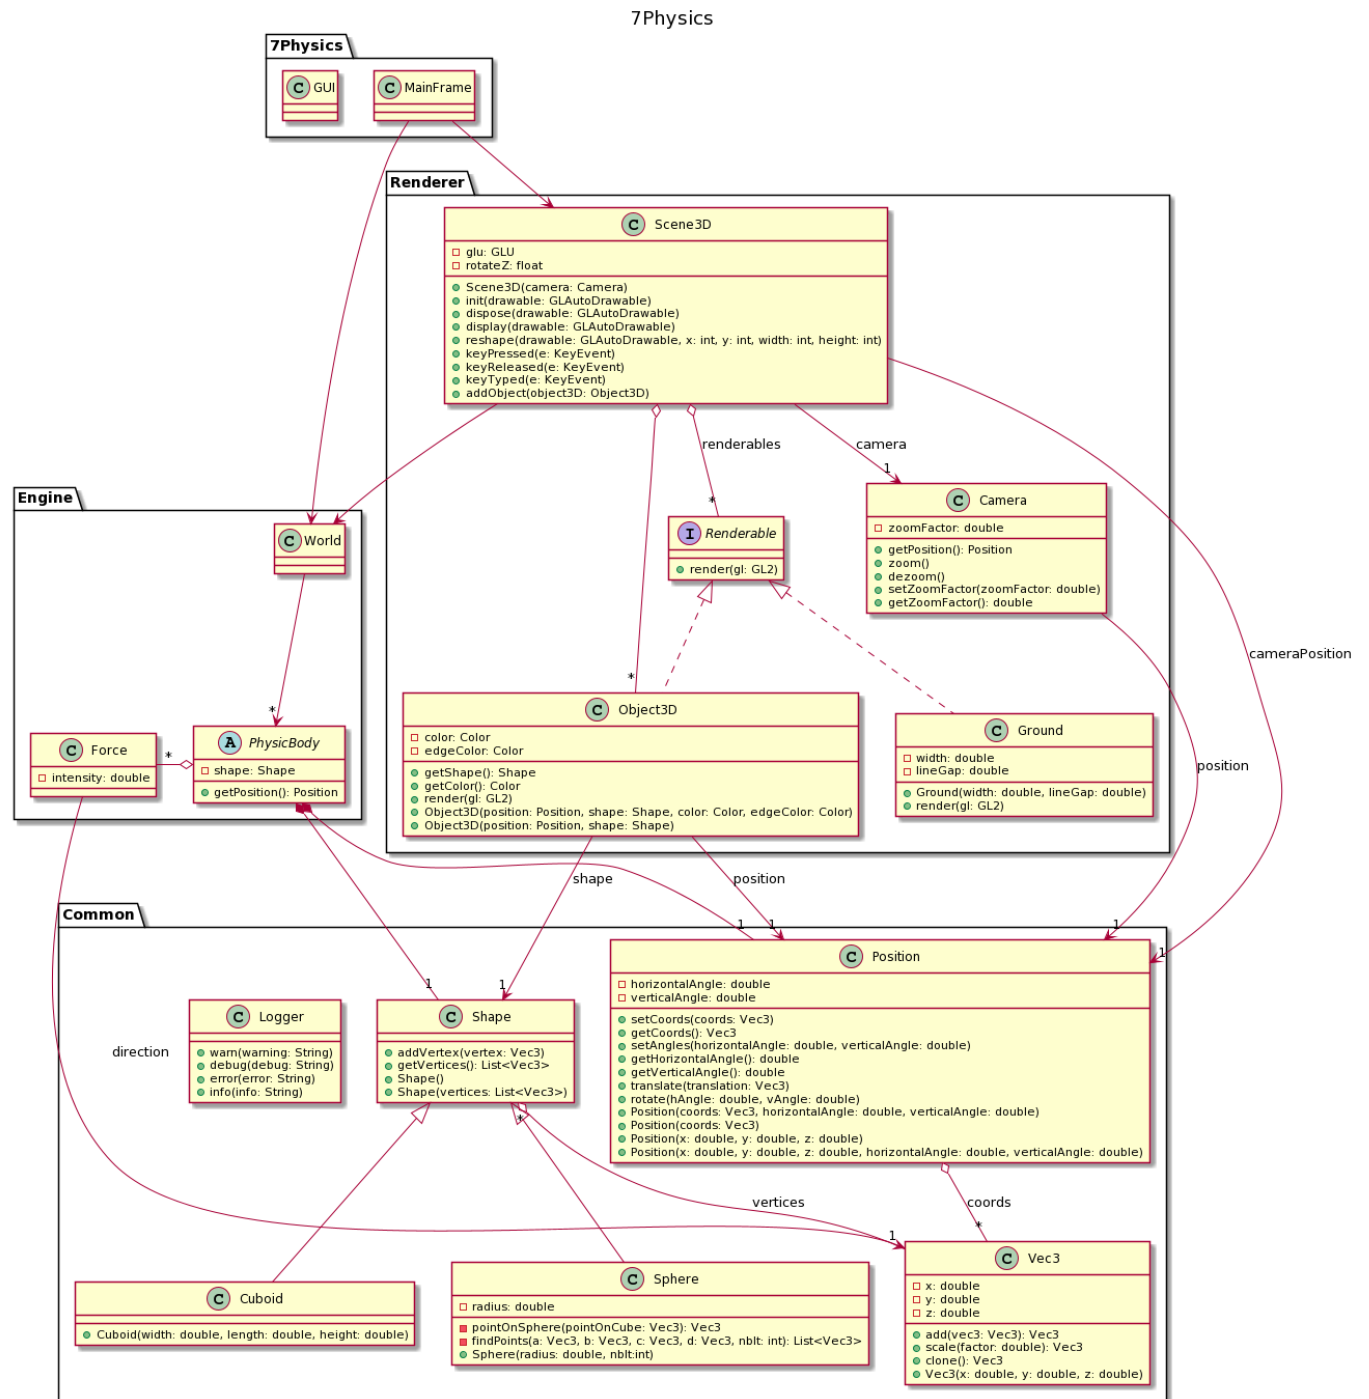 7Physics
7Physics
C GUI
C MainFrame
Renderer
C Scene3D
glu: GLU
rotateZ: float
Scene3D(camera: Camera)
init(drawable: GLAutoDrawable)
dispose(drawable: GLAutoDrawable)
display(drawable: GLAutoDrawable)
reshape(drawable: GLAutoDrawable, x: int, y: int, width: int, height: int)
keyPressed(e: KeyEvent)
keyReleased(e: KeyEvent)
keyTyped(e: KeyEvent)
addObject(object3D: Object3D)
renderables
camera
1
*
Engine
C World
I Renderable
render(gl: GL2)
C Camera
zoomFactor: double
getPosition(): Position
zoom()
dezoom()
setZoomFactor(zoomFactor: double)
getZoomFactor(): double
cameraPosition
*
*
C Force
intensity: double
*
A PhysicBody
shape: Shape
getPosition(): Position
C Object3D
color: Color
edgeColor: Color
getShape(): Shape
getColor(): Color
render(gl: GL2)
Object3D(position: Position, shape: Shape, color: Color, edgeColor: Color)
Object3D(position: Position, shape: Shape)
C Ground
width: double
lineGap: double
Ground(width: double, lineGap: double)
render(gl: GL2)
position
shape
position
Common
1
1
1
1
1
1
C Position
horizontalAngle: double
verticalAngle: double
setCoords(coords: Vec3)
getCoords(): Vec3
setAngles(horizontalAngle: double, verticalAngle: double)
getHorizontalAngle(): double
getVerticalAngle(): double
translate(translation: Vec3)
rotate(hAngle: double, vAngle: double)
Position(coords: Vec3, horizontalAngle: double, verticalAngle: double)
Position(coords: Vec3)
Position(x: double, y: double, z: double)
Position(x: double, y: double, z: double, horizontalAngle: double, verticalAngle: double)
direction
C Logger
warn(warning: String)
debug(debug: String)
error(error: String)
info(info: String)
C Shape
addVertex(vertex: Vec3)
getVertices(): List<Vec3>
Shape()
Shape(vertices: List<Vec3>)
*
vertices
coords
*
1
C Cuboid
Cuboid(width: double, length: double, height: double)
C Sphere
radius: double
pointOnSphere(pointOnCube: Vec3): Vec3
findPoints(a: Vec3, b: Vec3, c: Vec3, d: Vec3, nbIt: int): List<Vec3>
Sphere(radius: double, nbIt:int)
C Vec3
x: double
y: double
z: double
add(vec3: Vec3): Vec3
scale(factor: double): Vec3
clone(): Vec3
Vec3(x: double, y: double, z: double)